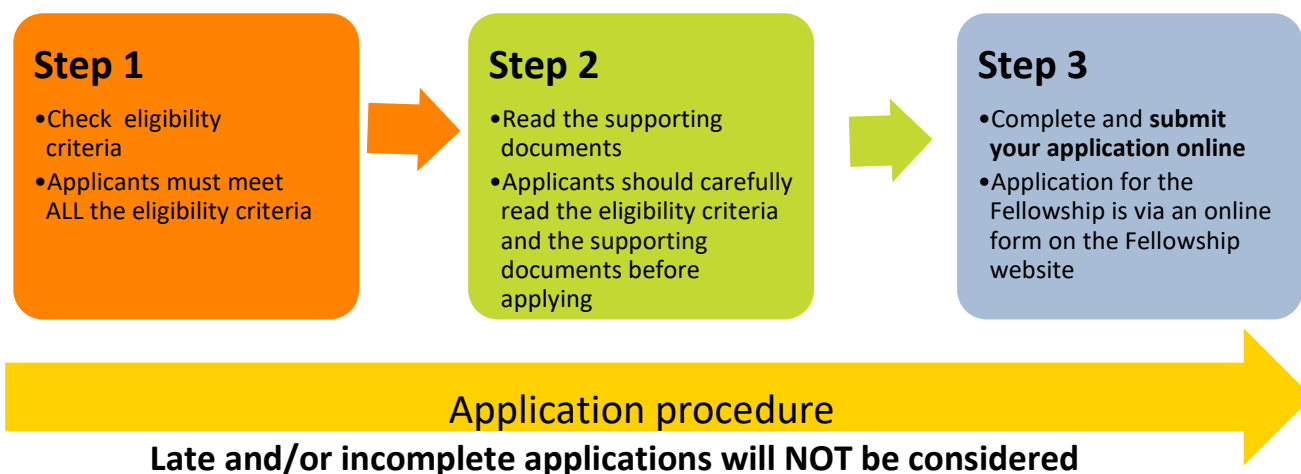 Step 1
•Check eligibility
criteria
•Applicants must meet
ALL the eligibility criteria
Step 2
•Read the supporting
documents
•Applicants should carefully
read the eligibility criteria
and the supporting
documents before
applying
Step 3
•Complete and submit
your application online
•Application for the
Fellowship is via an online
form on the Fellowship
website
Application procedure
Late and/or incomplete applications will NOT be considered